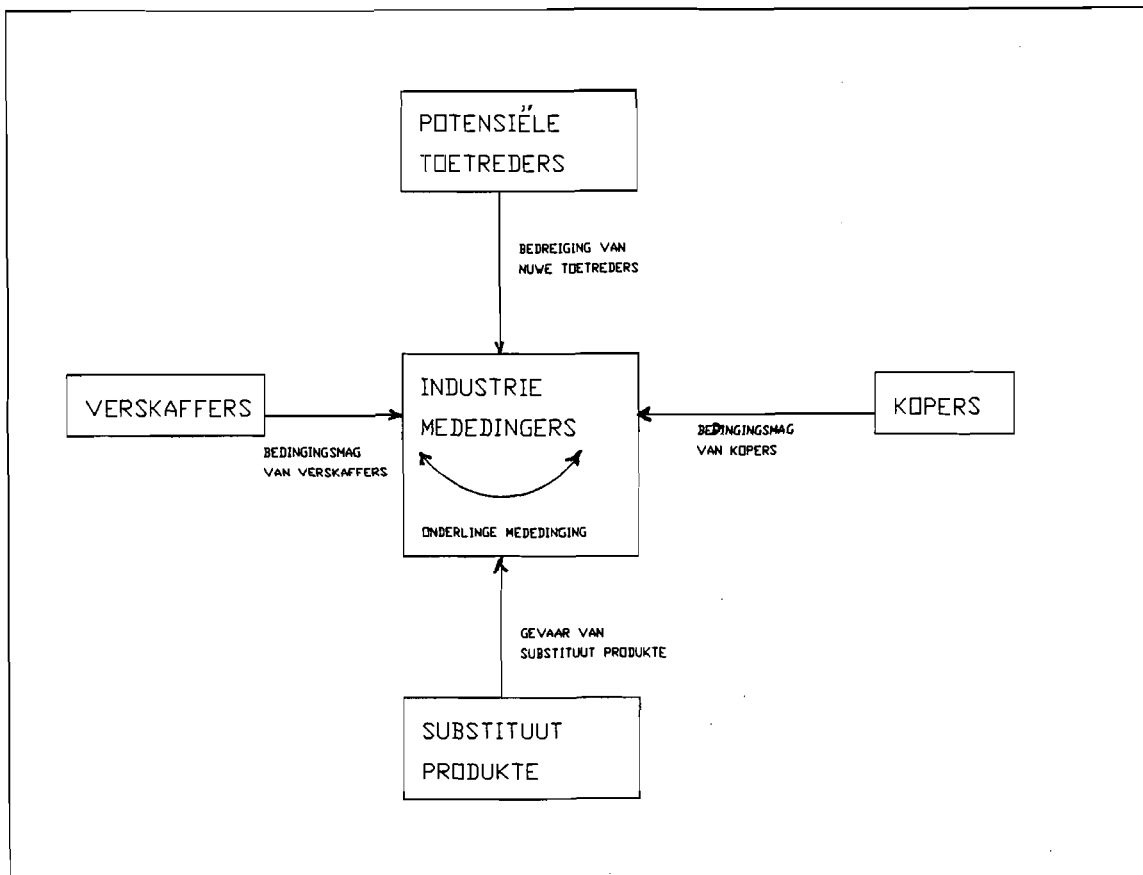 POTENSIËLE
TOETREDERS
BEDREIGING VAN
NUWE TOETREDERS
VERSKAFFERS
BEDINGINGSMAG
VAN VERSKAFFERS
INDUSTRIE
MEDEDINGERS
ONDERLINGE MEDEDINGING
KOPERS
BEDINGINGSMAG
VAN KOPERS
GEVAAR VAN
SUBSTITUUT PRODUKTE
SUBSTITUUT
PRODUKTE